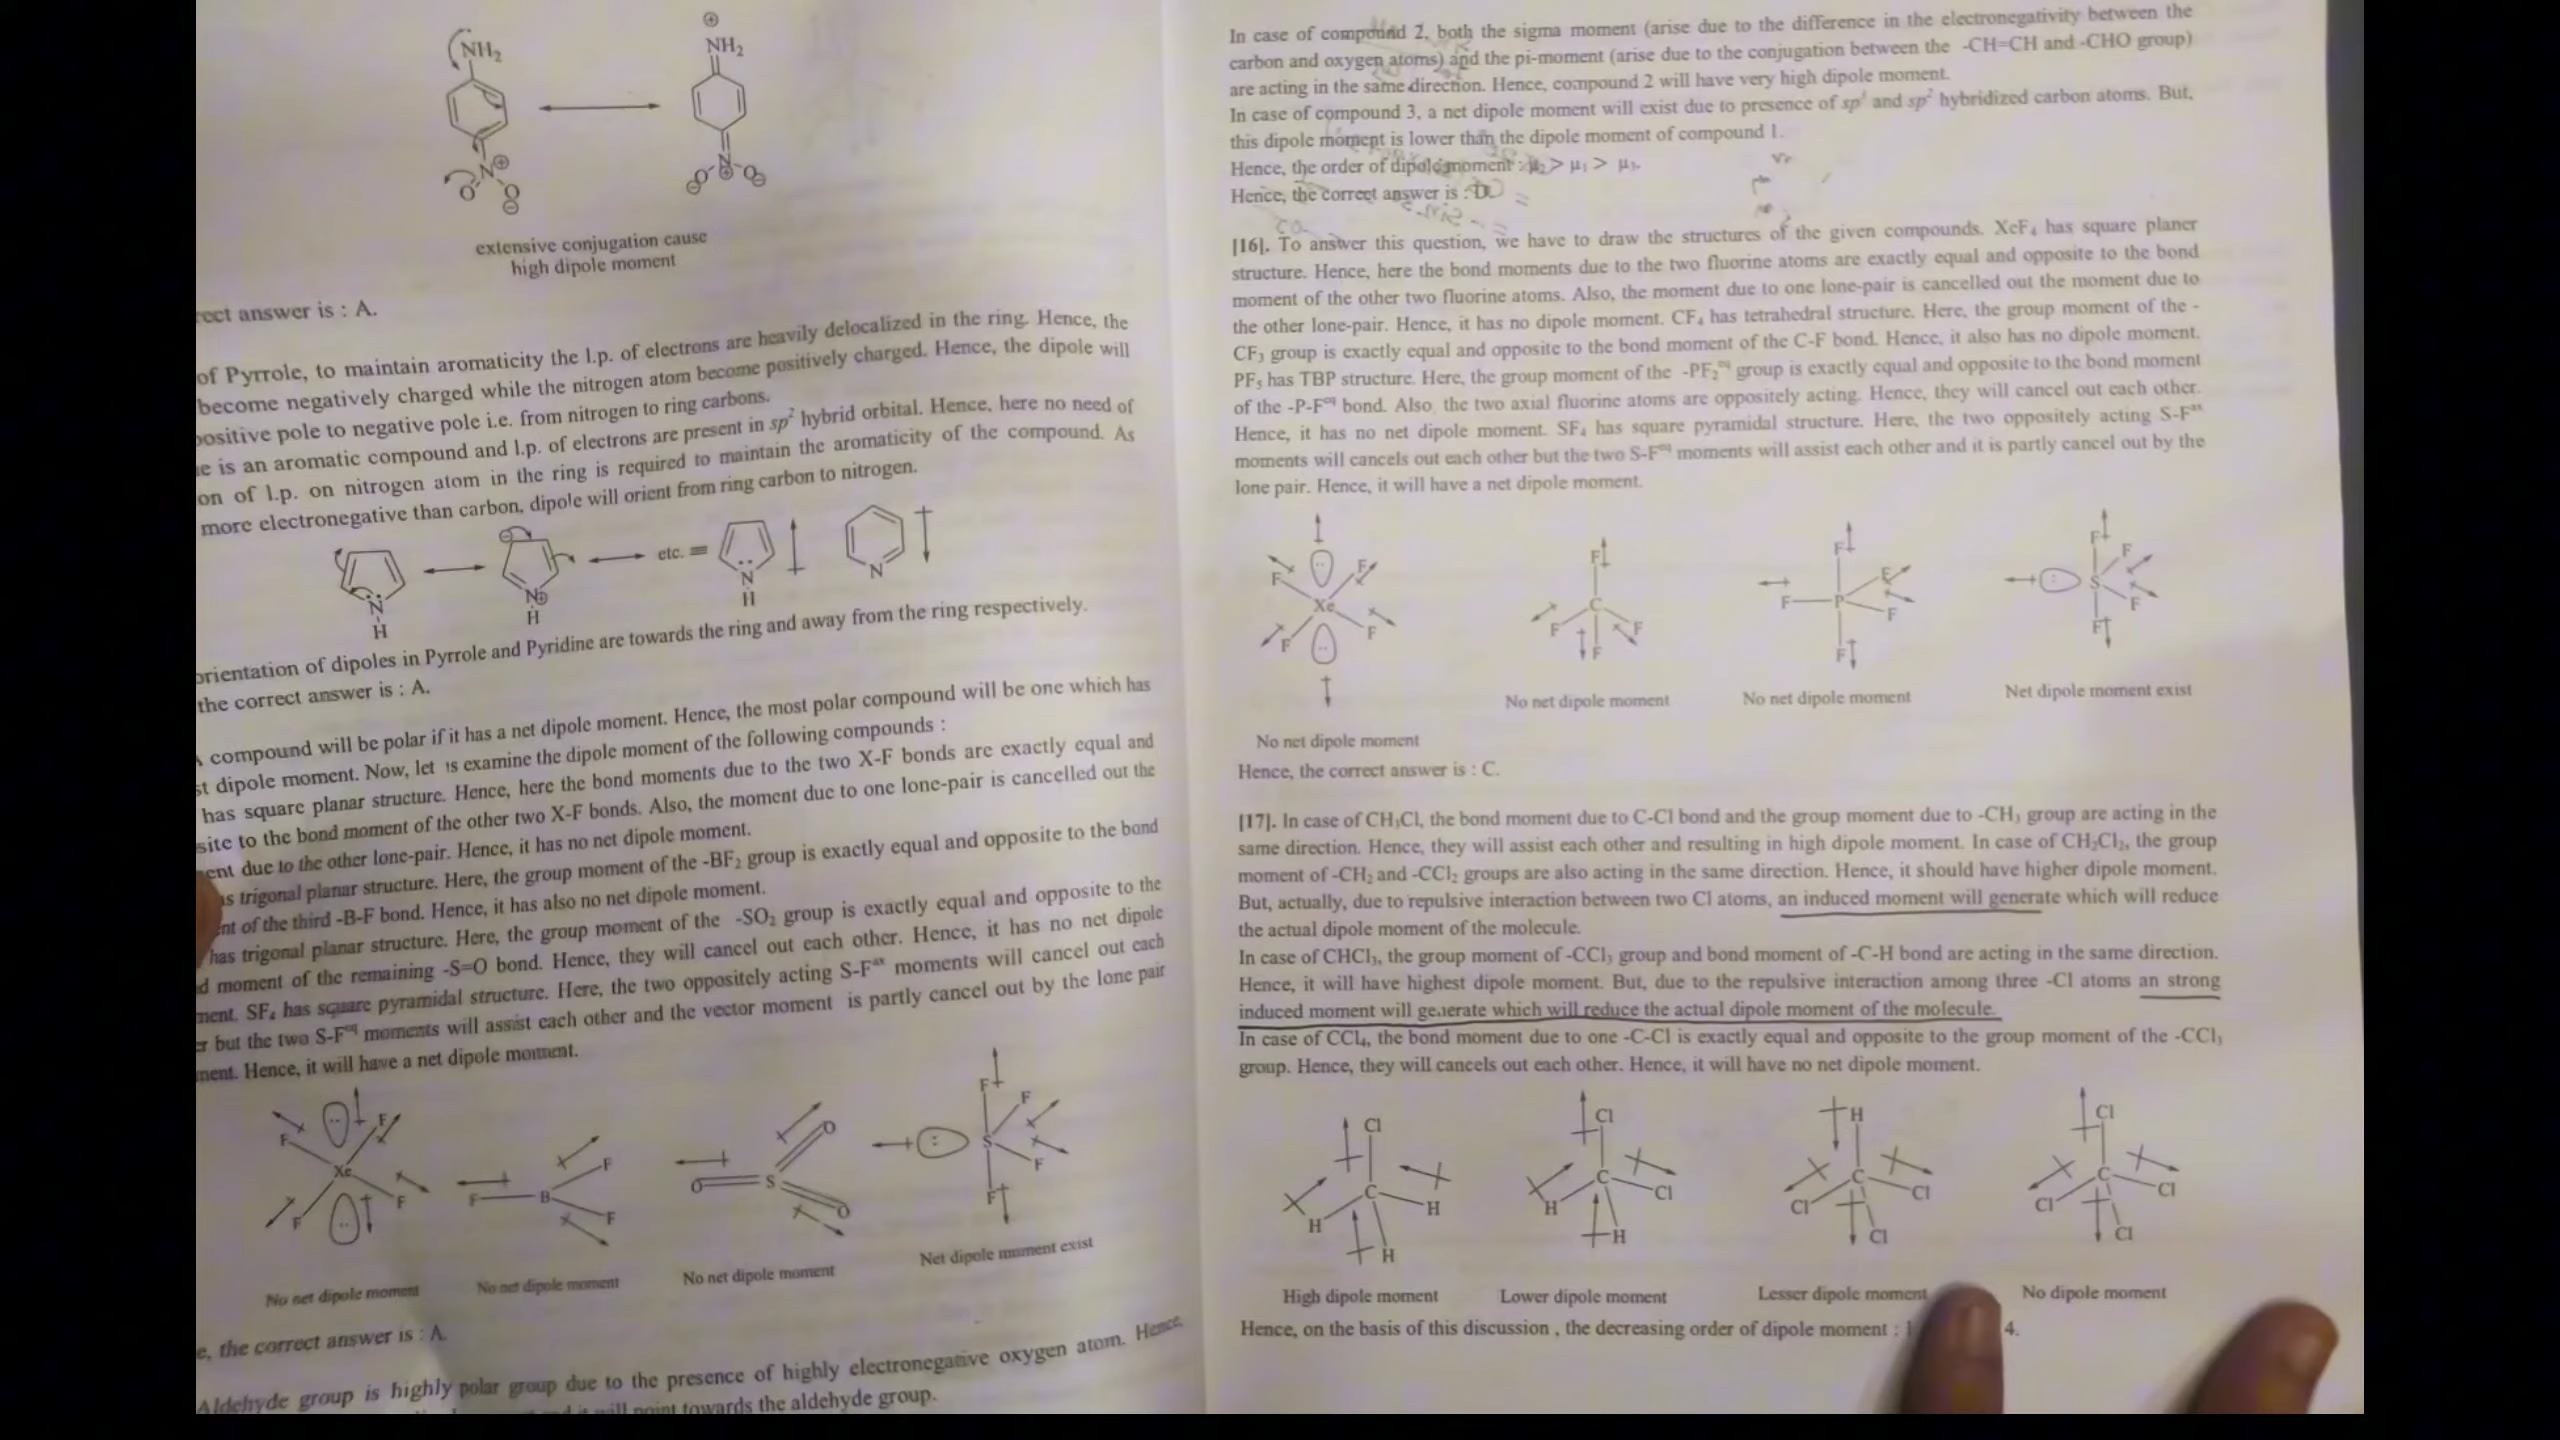 NH₂
⊕
NH₂
N⊕
O
O
⊖
O N O
⊖ ⊕ ⊖
extensive conjugation cause
high dipole moment
rect answer is : A.
of Pyrrole, to maintain aromaticity the l.p. of electrons are heavily delocalized in the ring. Hence, the
become negatively charged while the nitrogen atom become positively charged. Hence, the dipole will
positive pole to negative pole i.e. from nitrogen to ring carbons.
e is an aromatic compound and l.p. of electrons are present in sp² hybrid orbital. Hence, here no need of
on of l.p. on nitrogen atom in the ring is required to maintain the aromaticity of the compound. As
more electronegative than carbon, dipole will orient from ring carbon to nitrogen.
N
H
⊖
N⊕
H
etc. ≡
N
H
N
orientation of dipoles in Pyrrole and Pyridine are towards the ring and away from the ring respectively.
the correct answer is : A.
compound will be polar if it has a net dipole moment. Hence, the most polar compound will be one which has
st dipole moment. Now, let us examine the dipole moment of the following compounds :
has square planar structure. Hence, here the bond moments due to the two X-F bonds are exactly equal and
site to the bond moment of the other two X-F bonds. Also, the moment due to one lone-pair is cancelled out the
ent due to the other lone-pair. Hence, it has no net dipole moment.
as trigonal planar structure. Here, the group moment of the -BF₂ group is exactly equal and opposite to the bond
ent of the third -B-F bond. Hence, it has also no net dipole moment.
has trigonal planar structure. Here, the group moment of the -SO₂ group is exactly equal and opposite to the
d moment of the remaining -S=O bond. Hence, they will cancel out each other. Hence, it has no net dipole
ment. SF₄ has square pyramidal structure. Here, the two oppositely acting S-Fᵃˣ moments will cancel out each
er but the two S-F^eq moments will assist each other and the vector moment is partly cancel out by the lone pair
ment. Hence, it will have a net dipole moment.
F F Xe F F
F B F F
O S O O
F F S F F
No net dipole moment
No net dipole moment
No net dipole moment
Net dipole moment exist
e, the correct answer is : A.
Aldehyde group is highly polar group due to the presence of highly electronegative oxygen atom. Hence,
it will point towards the aldehyde group.
In case of compound 2, both the sigma moment (arise due to the difference in the electronegativity between the
carbon and oxygen atoms) and the pi-moment (arise due to the conjugation between the -CH=CH and -CHO group)
are acting in the same direction. Hence, compound 2 will have very high dipole moment.
In case of compound 3, a net dipole moment will exist due to presence of sp³ and sp² hybridized carbon atoms. But,
this dipole moment is lower than the dipole moment of compound 1.
Hence, the order of dipole moment : μ₂ > μ₁ > μ₃.
Hence, the correct answer is : D.
[16]. To answer this question, we have to draw the structures of the given compounds. XeF₄ has square planer
structure. Hence, here the bond moments due to the two fluorine atoms are exactly equal and opposite to the bond
moment of the other two fluorine atoms. Also, the moment due to one lone-pair is cancelled out the moment due to
the other lone-pair. Hence, it has no dipole moment. CF₄ has tetrahedral structure. Here, the group moment of the -
CF₃ group is exactly equal and opposite to the bond moment of the C-F bond. Hence, it also has no dipole moment.
PF₅ has TBP structure. Here, the group moment of the -PF₂^eq group is exactly equal and opposite to the bond moment
of the -P-F^eq bond. Also, the two axial fluorine atoms are oppositely acting. Hence, they will cancel out each other.
Hence, it has no net dipole moment. SF₄ has square pyramidal structure. Here, the two oppositely acting S-Fᵃˣ
moments will cancels out each other but the two S-F^eq moments will assist each other and it is partly cancel out by the
lone pair. Hence, it will have a net dipole moment.
F F Xe F F
F C F F F
F P F F F F
F F S F F
No net dipole moment
No net dipole moment
No net dipole moment
Net dipole moment exist
Hence, the correct answer is : C.
[17]. In case of CH₃Cl, the bond moment due to C-Cl bond and the group moment due to -CH₃ group are acting in the
same direction. Hence, they will assist each other and resulting in high dipole moment. In case of CH₂Cl₂, the group
moment of -CH₂ and -CCl₂ groups are also acting in the same direction. Hence, it should have higher dipole moment.
But, actually, due to repulsive interaction between two Cl atoms, an induced moment will generate which will reduce
the actual dipole moment of the molecule.
In case of CHCl₃, the group moment of -CCl₃ group and bond moment of -C-H bond are acting in the same direction.
Hence, it will have highest dipole moment. But, due to the repulsive interaction among three -Cl atoms an strong
induced moment will generate which will reduce the actual dipole moment of the molecule.
In case of CCl₄, the bond moment due to one -C-Cl is exactly equal and opposite to the group moment of the -CCl₃
group. Hence, they will cancels out each other. Hence, it will have no net dipole moment.
Cl C H H H
Cl C H Cl H
H C Cl Cl Cl
Cl C Cl Cl Cl
High dipole moment
Lower dipole moment
Lesser dipole moment
No dipole moment
Hence, on the basis of this discussion , the decreasing order of dipole moment : 1 4.